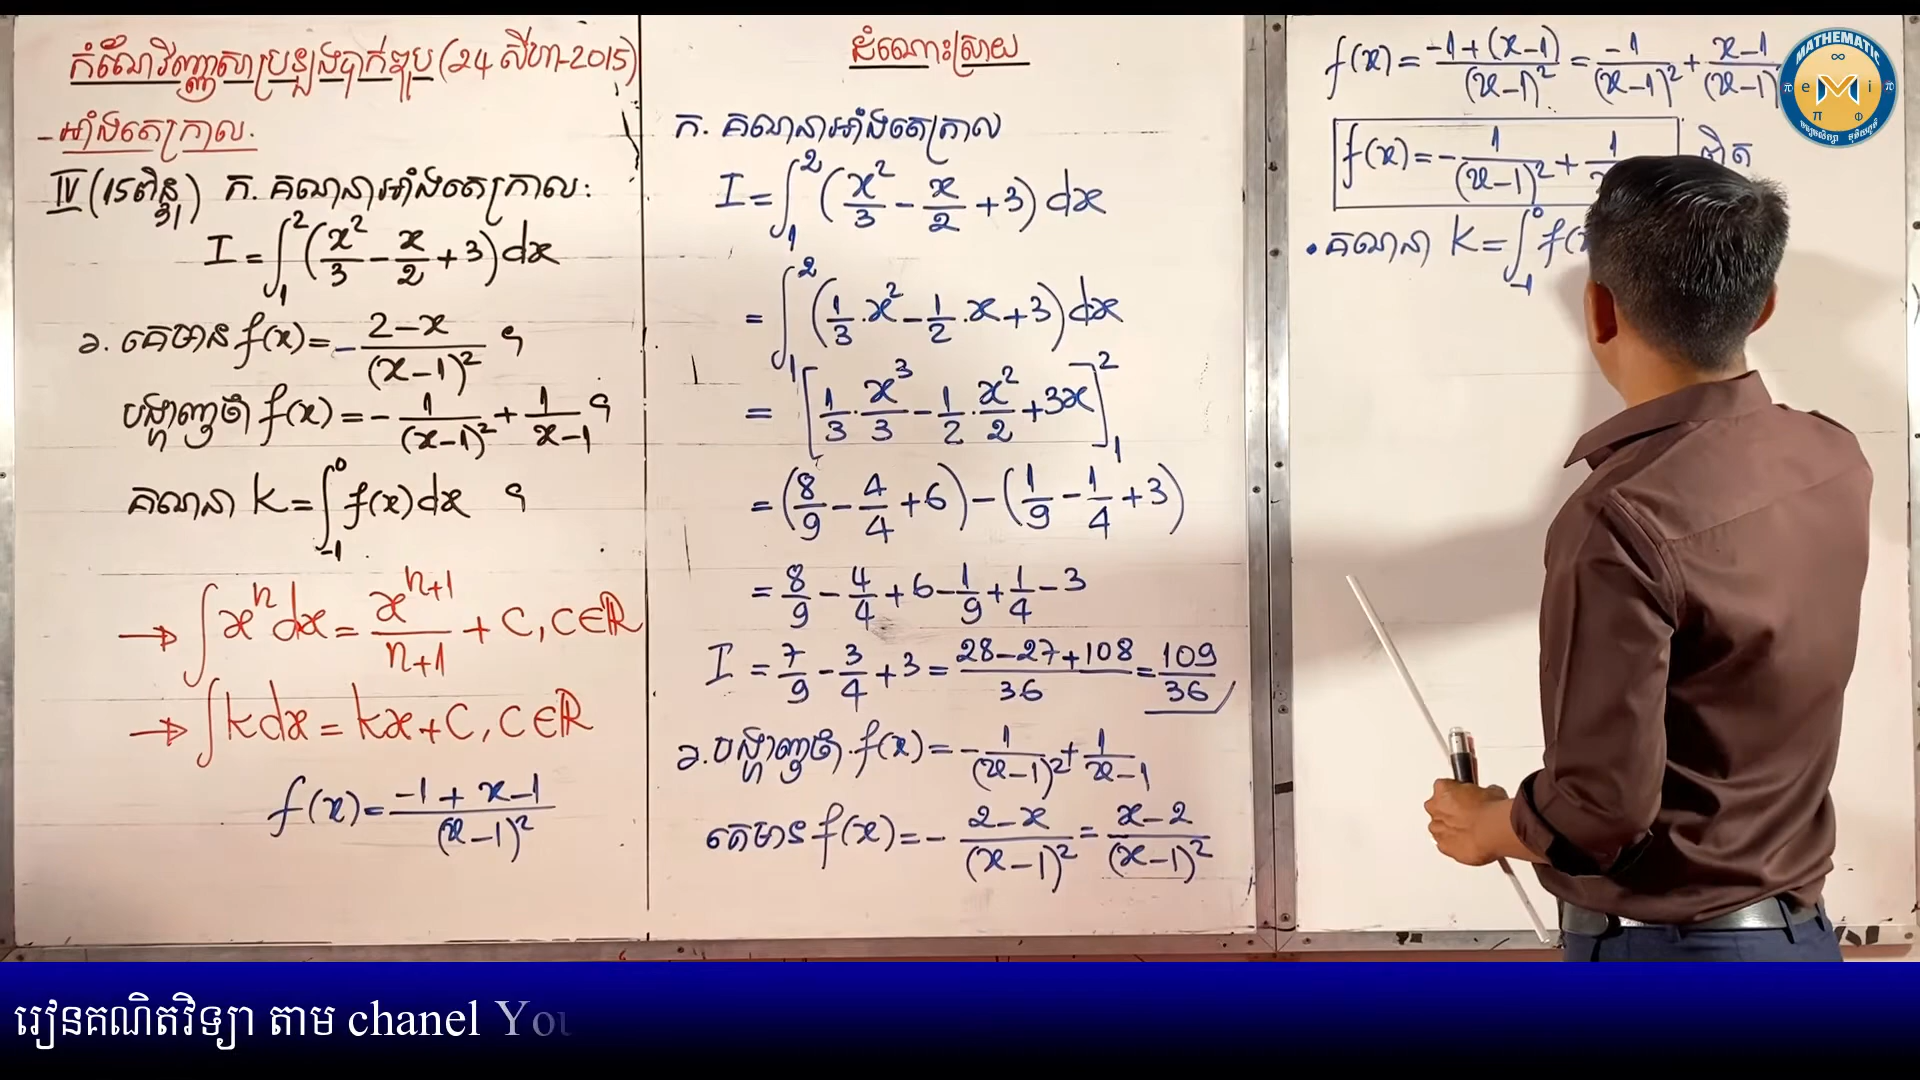 កំណែវិញ្ញាសាប្រឡងបាក់ឌុប (24 សីហា-2015)
- អាំងតេក្រាល.
IV (15ពិន្ទុ) ក. គណនាអាំងតេក្រាល:
I = ∫₁² (x²/3 - x/2 + 3) dx
ខ. គេមាន f(x) = - (2-x)/(x-1)² ។
បង្ហាញថា f(x) = - 1/(x-1)² + 1/(x-1) ។
គណនា K = ∫₋₁⁰ f(x) dx ។
→ ∫ xⁿ dx = xⁿ⁺¹/(n+1) + C, C∈ℝ
→ ∫ k dx = kx + C, C∈ℝ
f(x) = (-1 + x-1)/(x-1)²
ដំណោះស្រាយ
ក. គណនាអាំងតេក្រាល
I = ∫₁² (x²/3 - x/2 + 3) dx
= ∫₁² (1/3·x² - 1/2·x + 3) dx
= [1/3·x³/3 - 1/2·x²/2 + 3x]₁²
= (8/9 - 4/4 + 6) - (1/9 - 1/4 + 3)
= 8/9 - 4/4 + 6 - 1/9 + 1/4 - 3
I = 7/9 - 3/4 + 3 = (28-27+108)/36 = 109/36
ខ. បង្ហាញថា f(x) = - 1/(x-1)² + 1/(x-1)
គេមាន f(x) = - (2-x)/(x-1)² = (x-2)/(x-1)²
f(x) = (-1+(x-1))/(x-1)² = -1/(x-1)² + (x-1)/(x-1)
f(x) = - 1/(x-1)² + 1/
ពិត
• គណនា K = ∫₋₁⁰ f(
MATHEMATIC
រៀនគណិតវិទ្យា តាម chanel You